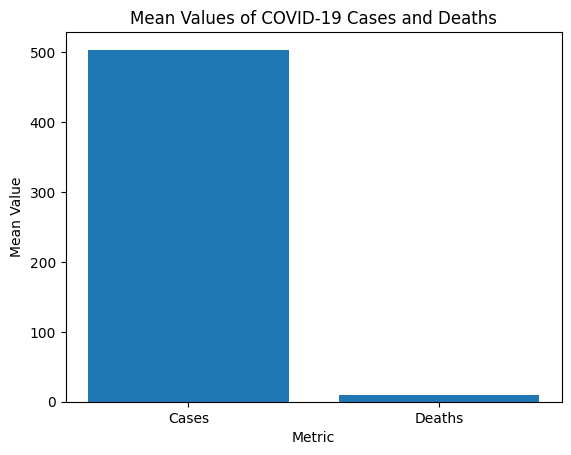 Mean Values of COVID-19 Cases and Deaths
Mean Value
500
400
300
200
100
0
Cases
Deaths
Metric